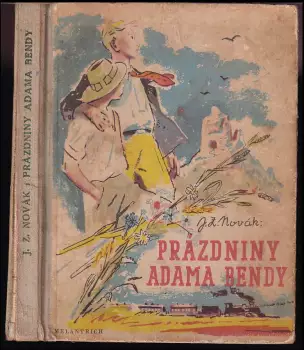 J. Z. NOVÁK : PRÁZDNINY ADAMA BENDY
J. Z. Novák:
PRÁZDNINY
ADAMA BENDY
MELANTRICH